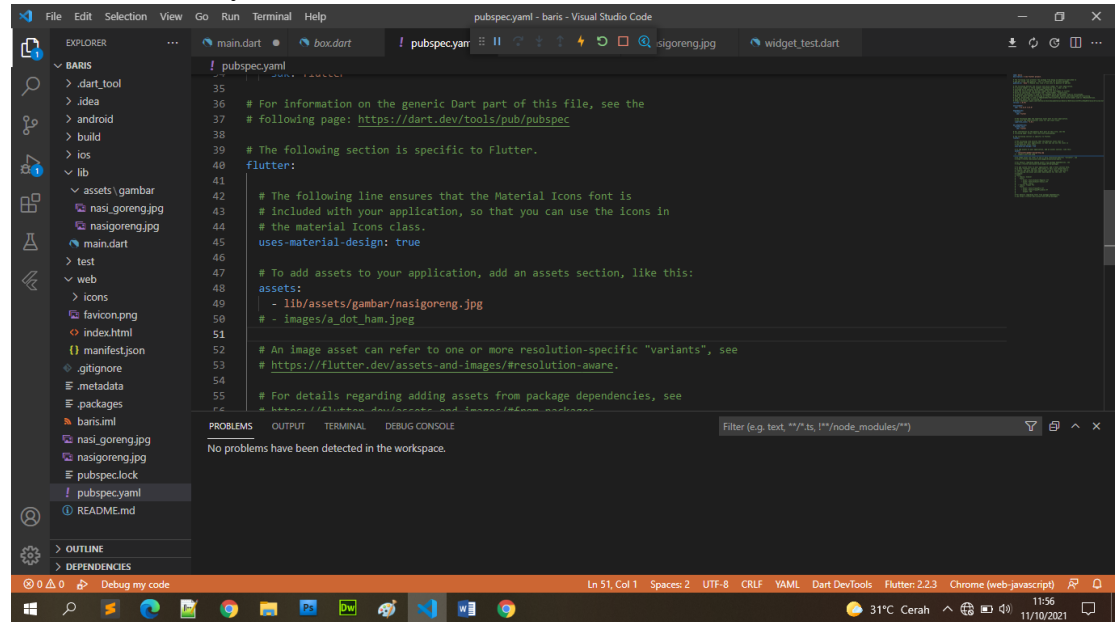 File Edit Selection View Go Run Terminal Help
pubspec.yaml - baris - Visual Studio Code
EXPLORER
main.dart
box.dart
! pubspec.yam
sigoreng.jpg
widget_test.dart
BARIS
.dart_tool
.idea
android
build
ios
lib
assets\gambar
nasi_goreng.jpg
nasigoreng.jpg
main.dart
test
web
icons
favicon.png
index.html
{} manifest.json
.gitignore
.metadata
.packages
baris.iml
nasi_goreng.jpg
nasigoreng.jpg
pubspec.lock
! pubspec.yaml
README.md
OUTLINE
DEPENDENCIES
! pubspec.yaml
35
36 # For information on the generic Dart part of this file, see the
37 # following page: https://dart.dev/tools/pub/pubspec
38
39 # The following section is specific to Flutter.
40 flutter:
41
42 # The following line ensures that the Material Icons font is
43 # included with your application, so that you can use the icons in
44 # the material Icons class.
45 uses-material-design: true
46
47 # To add assets to your application, add an assets section, like this:
48 assets:
49 - lib/assets/gambar/nasigoreng.jpg
50 # - images/a_dot_ham.jpeg
51
52 # An image asset can refer to one or more resolution-specific "variants", see
53 # https://flutter.dev/assets-and-images/#resolution-aware.
54
55 # For details regarding adding assets from package dependencies, see
PROBLEMS OUTPUT TERMINAL DEBUG CONSOLE
Filter (e.g. text, **/*.ts, !**/node_modules/**)
No problems have been detected in the workspace.
0 0 Debug my code
Ln 51, Col 1 Spaces: 2 UTF-8 CRLF YAML Dart DevTools Flutter: 2.2.3 Chrome (web-javascript)
Ps Dw
31°C Cerah
11:56
11/10/2021